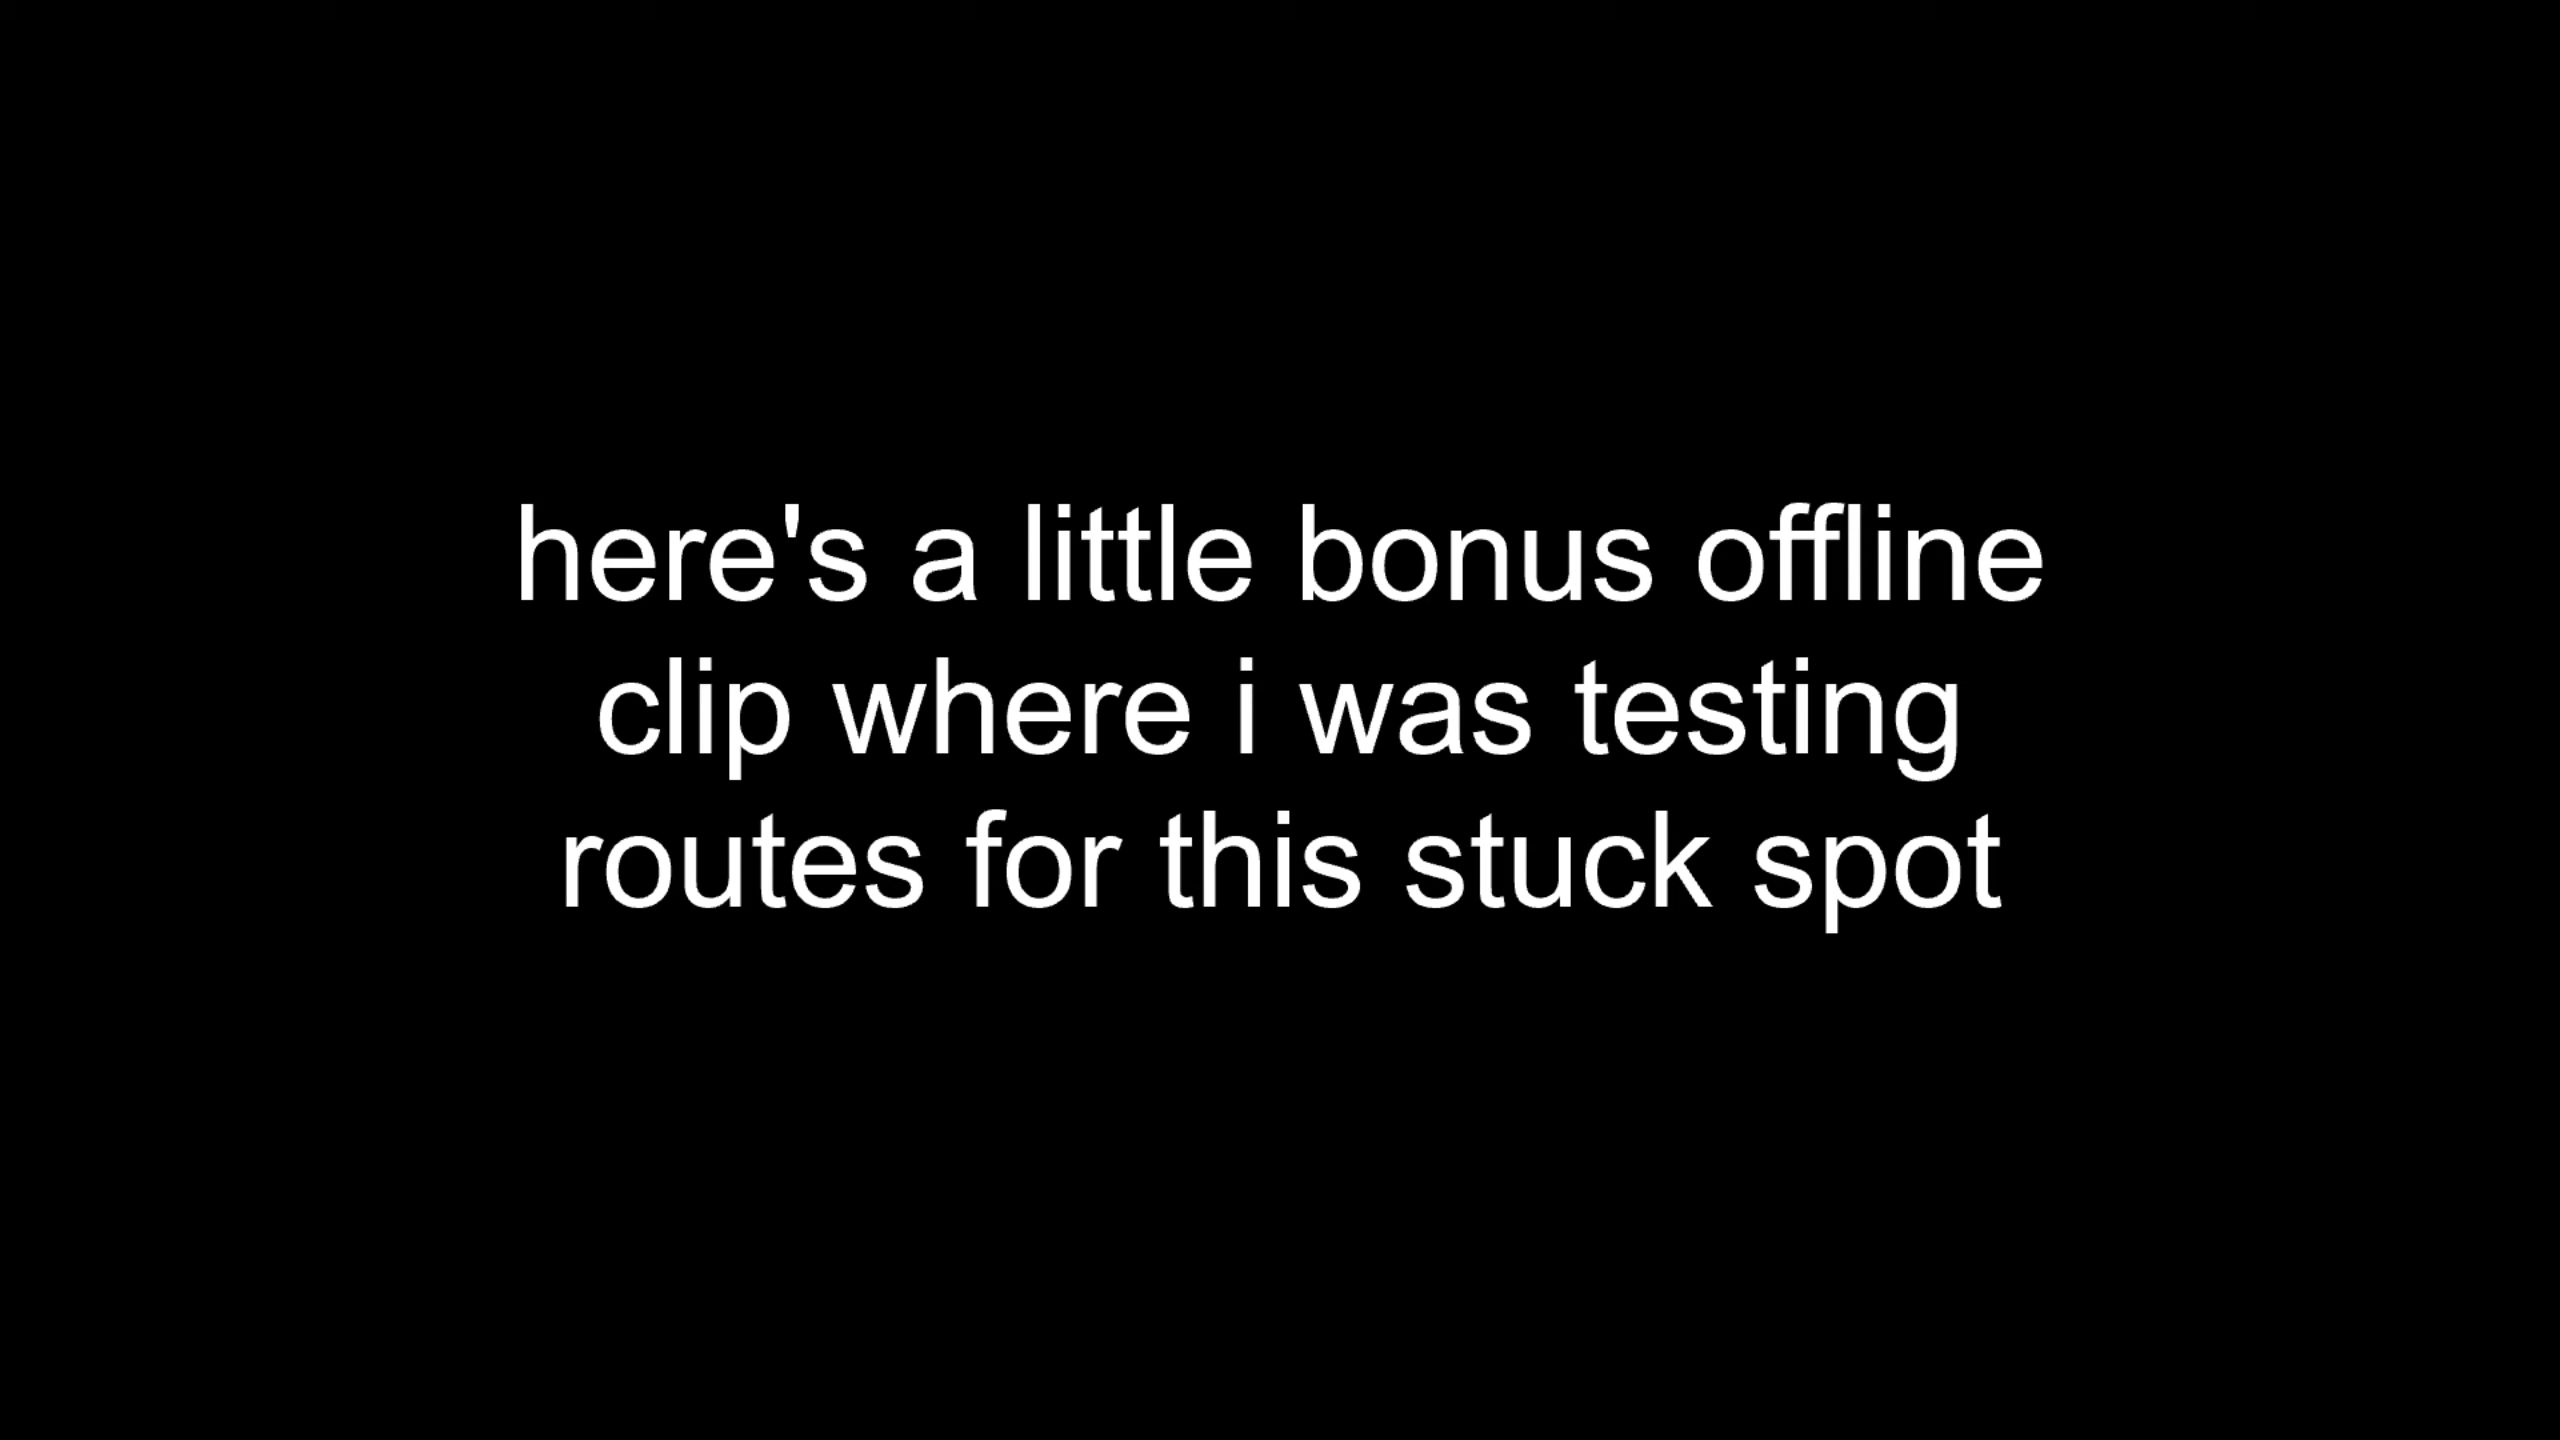 here's a little bonus offline
clip where i was testing
routes for this stuck spot